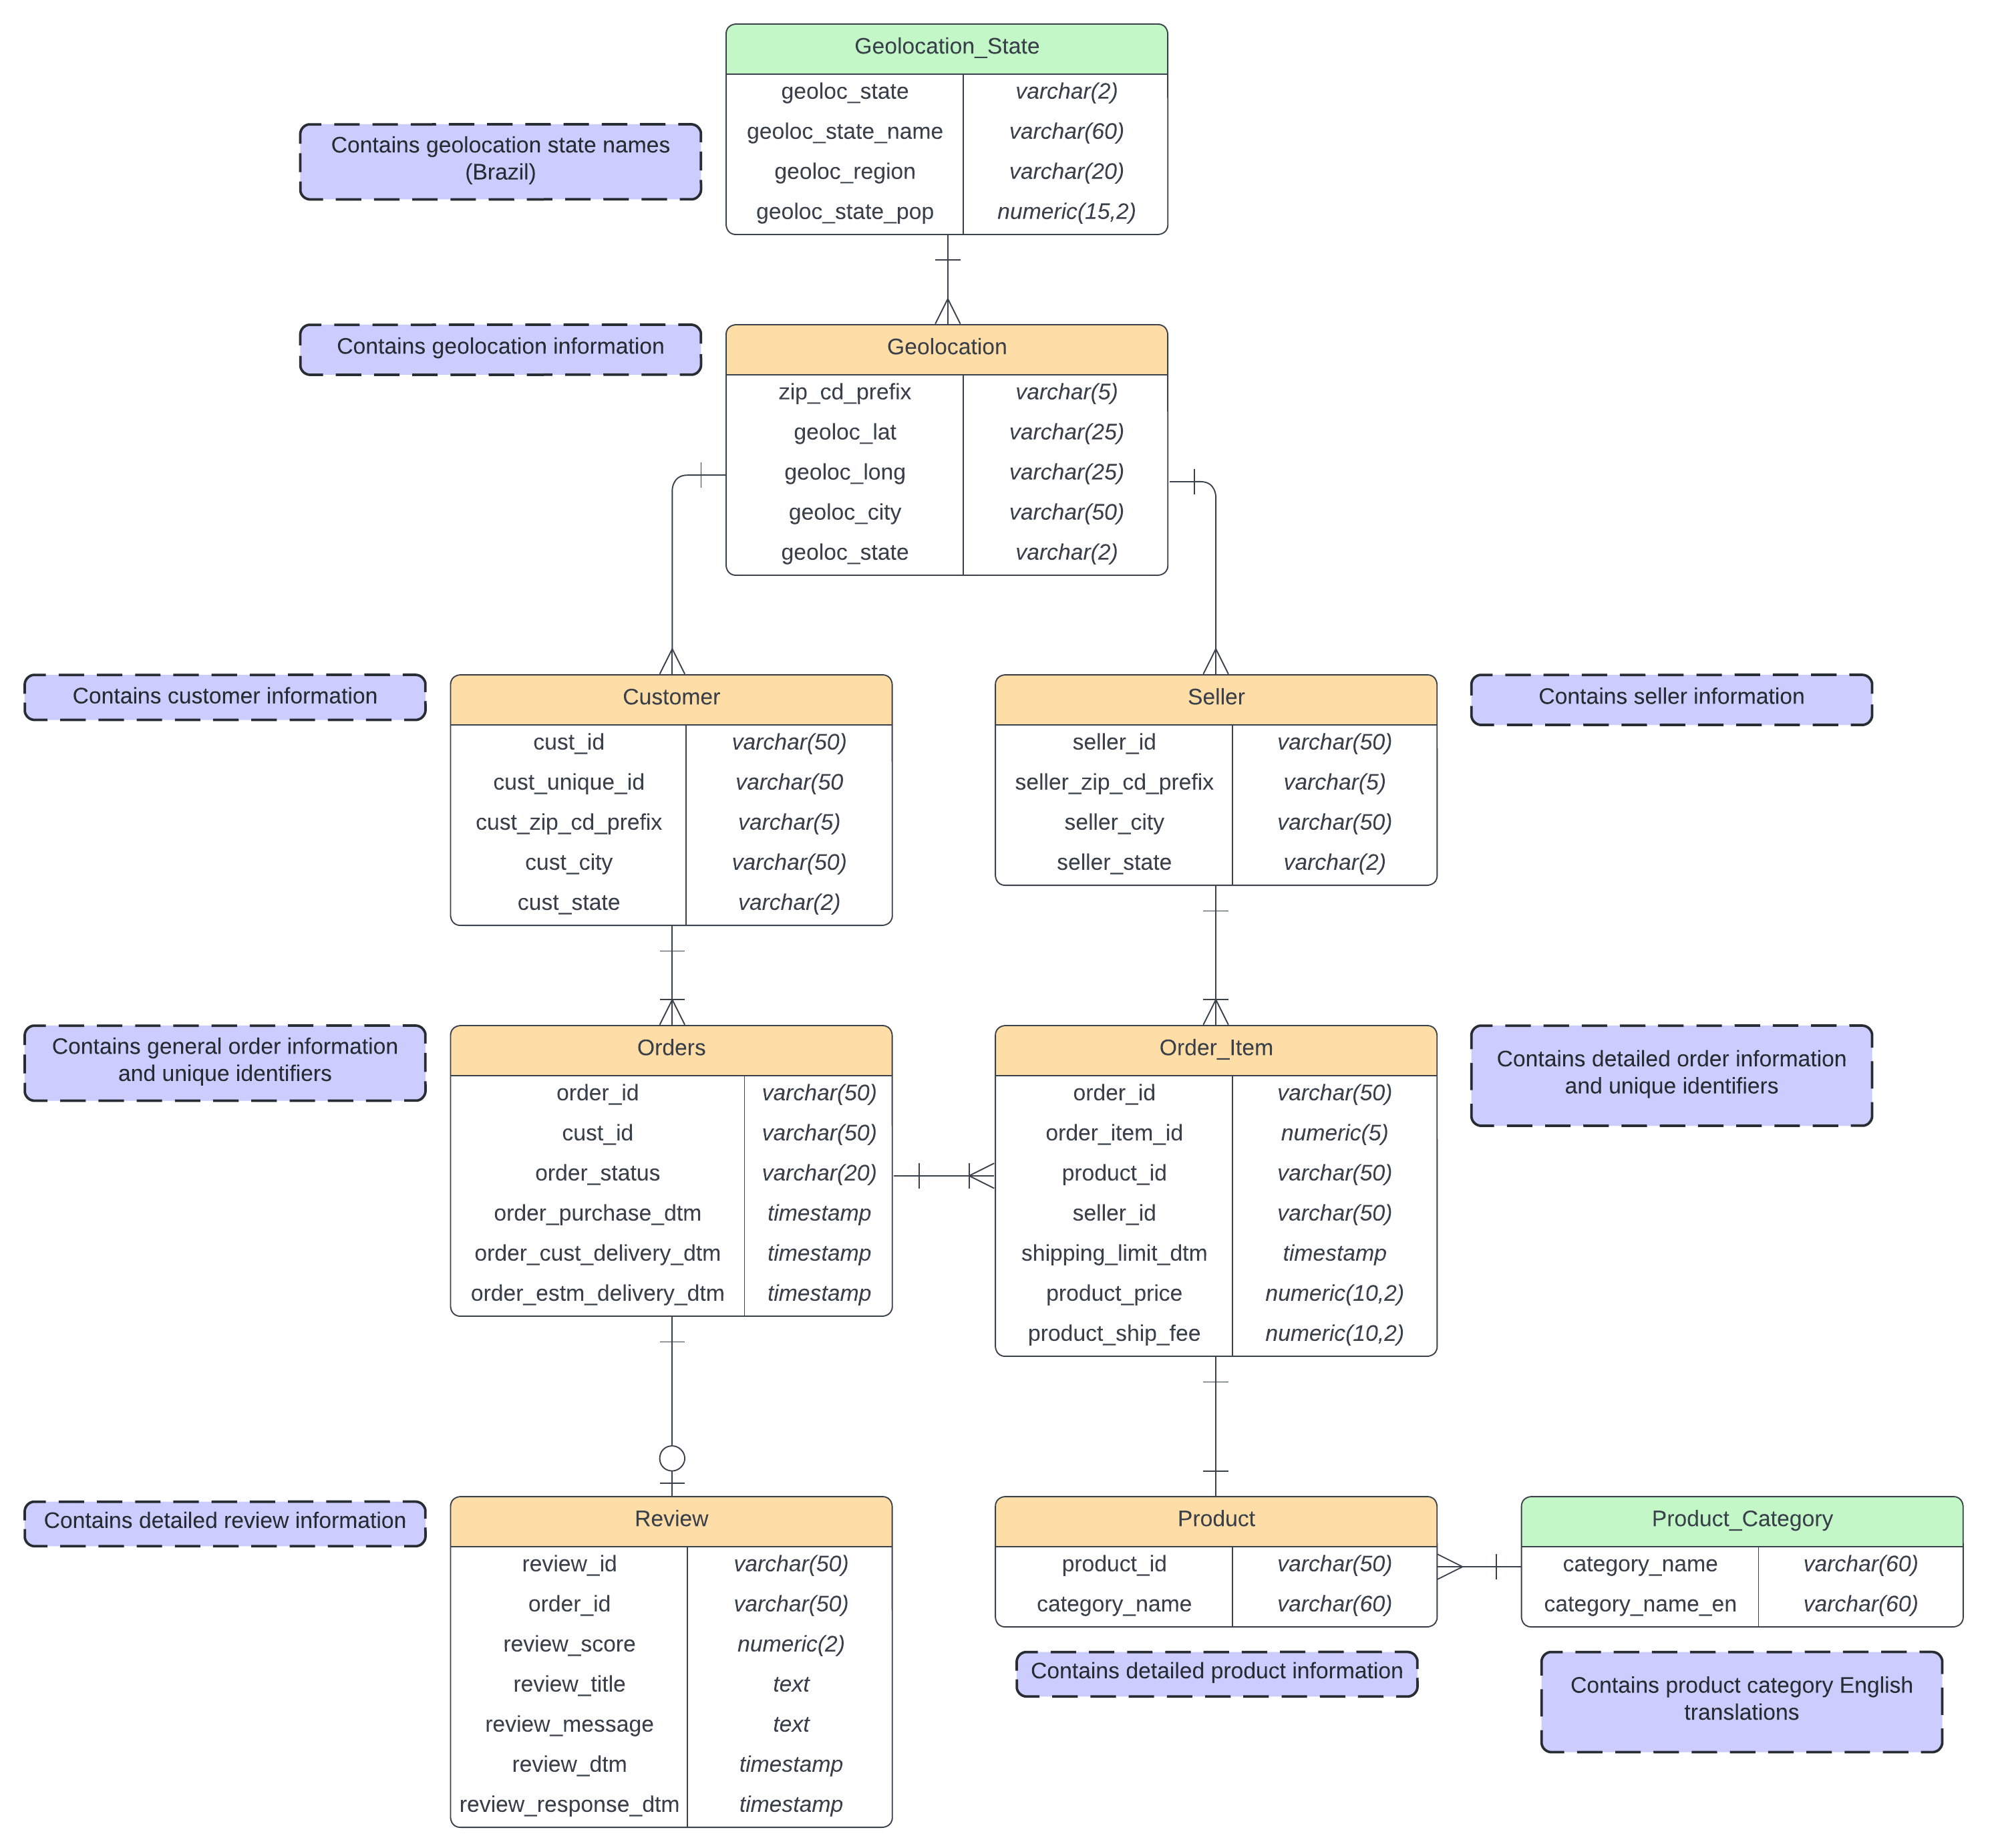 Geolocation_State
geoloc_state varchar(2)
geoloc_state_name varchar(60)
geoloc_region varchar(20)
geoloc_state_pop numeric(15,2)
Contains geolocation state names
(Brazil)
Contains geolocation information
Geolocation
zip_cd_prefix varchar(5)
geoloc_lat varchar(25)
geoloc_long varchar(25)
geoloc_city varchar(50)
geoloc_state varchar(2)
Contains customer information
Customer
cust_id varchar(50)
cust_unique_id varchar(50
cust_zip_cd_prefix varchar(5)
cust_city varchar(50)
cust_state varchar(2)
Seller
seller_id varchar(50)
seller_zip_cd_prefix varchar(5)
seller_city varchar(50)
seller_state varchar(2)
Contains seller information
Contains general order information
and unique identifiers
Orders
order_id varchar(50)
cust_id varchar(50)
order_status varchar(20)
order_purchase_dtm timestamp
order_cust_delivery_dtm timestamp
order_estm_delivery_dtm timestamp
Order_Item
order_id varchar(50)
order_item_id numeric(5)
product_id varchar(50)
seller_id varchar(50)
shipping_limit_dtm timestamp
product_price numeric(10,2)
product_ship_fee numeric(10,2)
Contains detailed order information
and unique identifiers
Contains detailed review information
Review
review_id varchar(50)
order_id varchar(50)
review_score numeric(2)
review_title text
review_message text
review_dtm timestamp
review_response_dtm timestamp
Product
product_id varchar(50)
category_name varchar(60)
Contains detailed product information
Product_Category
category_name varchar(60)
category_name_en varchar(60)
Contains product category English
translations